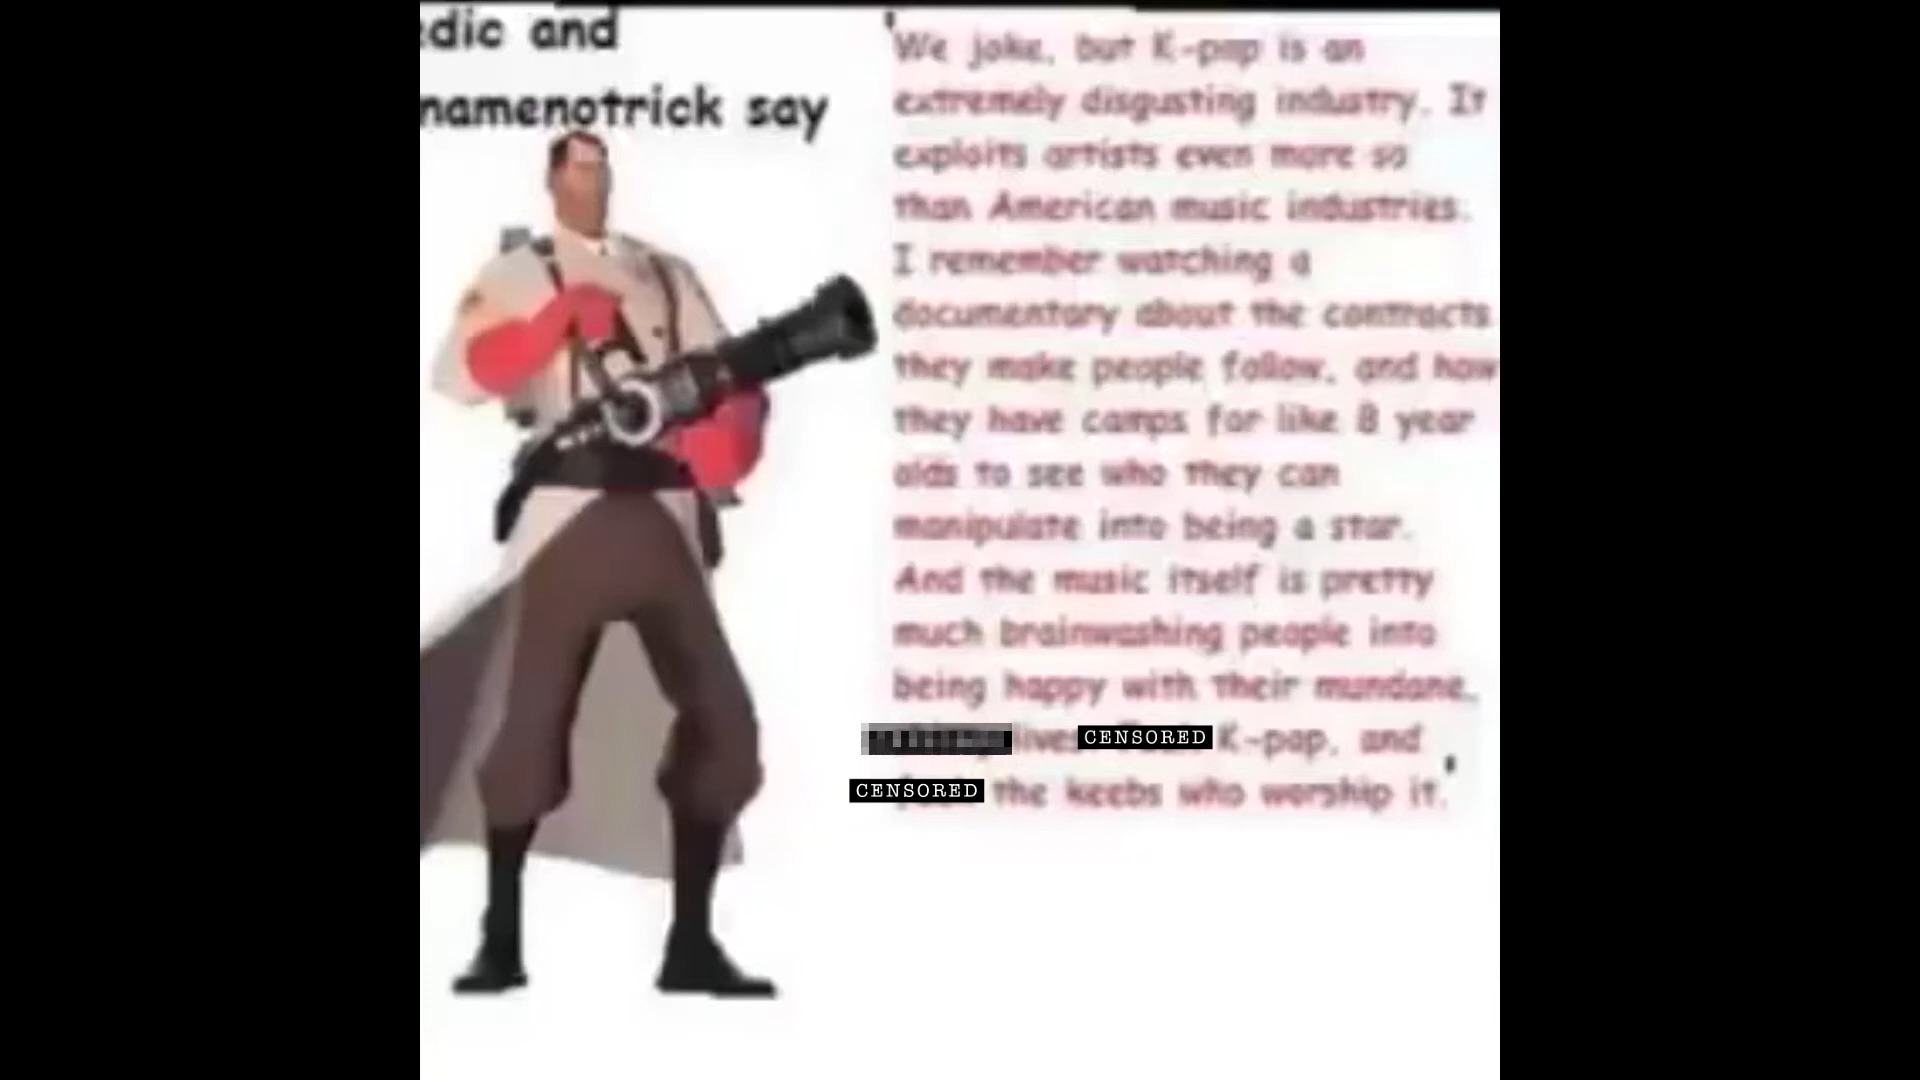 edic and
namenotrick say
'We joke, but K-pop is an
extremely disgusting industry. It
exploits artists even more so
than American music industries.
I remember watching a
documentary about the contracts
they make people follow, and how
they have camps for like 8 year
olds to see who they can
manipulate into being a star.
And the music itself is pretty
much brainwashing people into
being happy with their mundane,
lives CENSORED K-pop, and
CENSORED the keebs who worship it.'